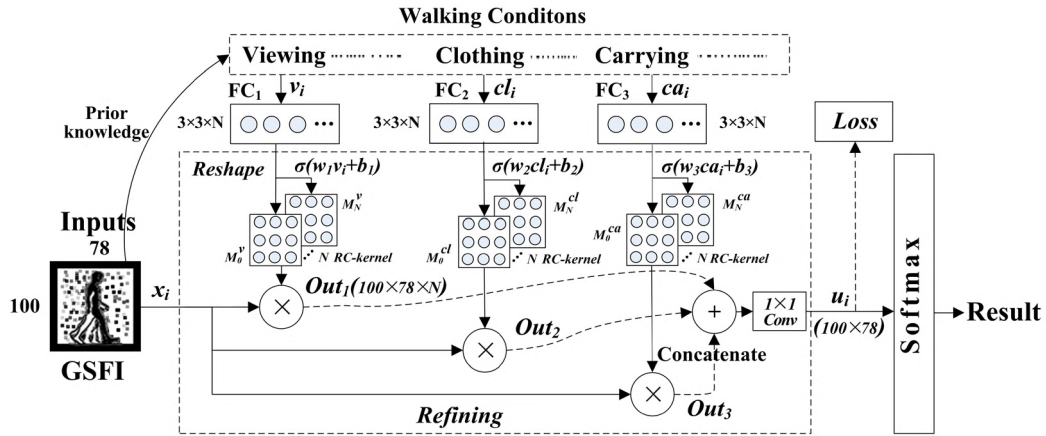 Walking Conditons
Viewing Clothing Carrying
FC1 vi FC2 cli FC3 cai
Prior
knowledge
3×3×N 3×3×N 3×3×N
Loss
Reshape σ(w1vi+b1) σ(w2cli+b2) σ(w3cai+b3)
MNv MNcl MNca
M0v N RC-kernel M0cl N RC-kernel M0ca N RC-kernel
Inputs
78
100
xi
GSFI
Out1(100×78×N)
Out2
Out3
Concatenate
1×1
Conv
ui
(100×78)
Softmax
Result
Refining